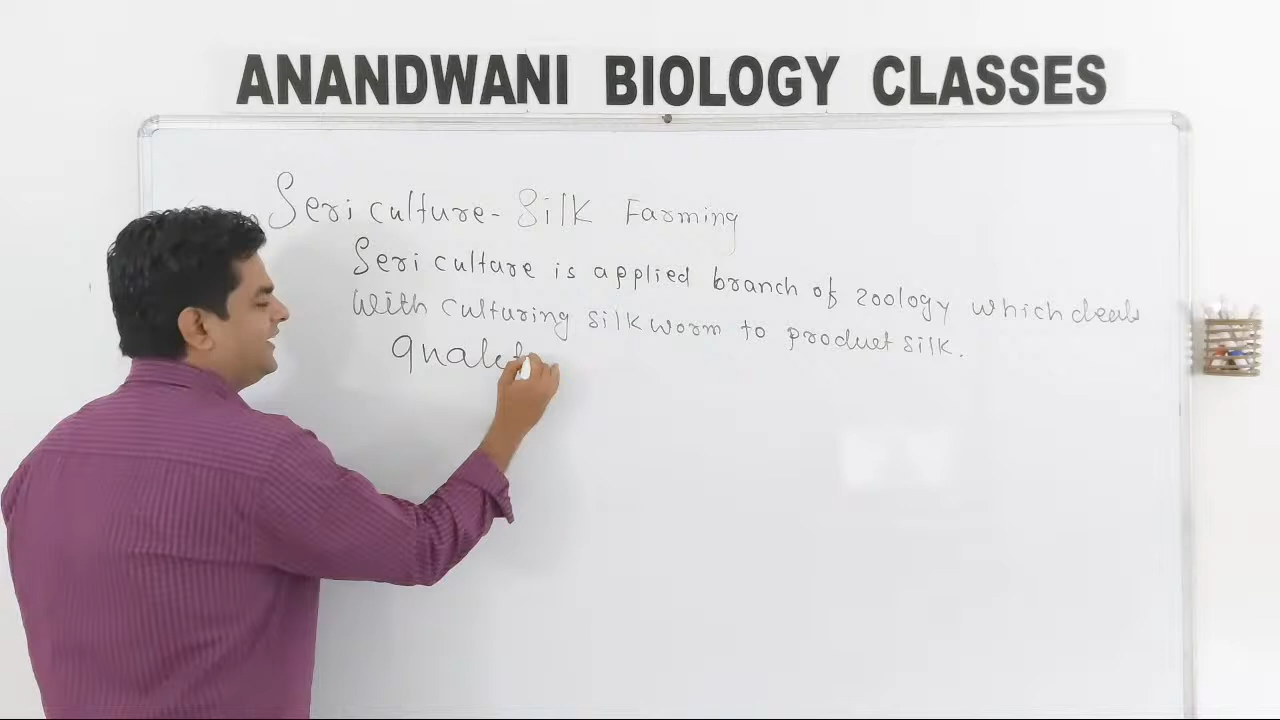 ANANDWANI BIOLOGY CLASSES
Sericulture - Silk Farming
Sericulture is applied branch of zoology which deals
with culturing silkworm to product silk.